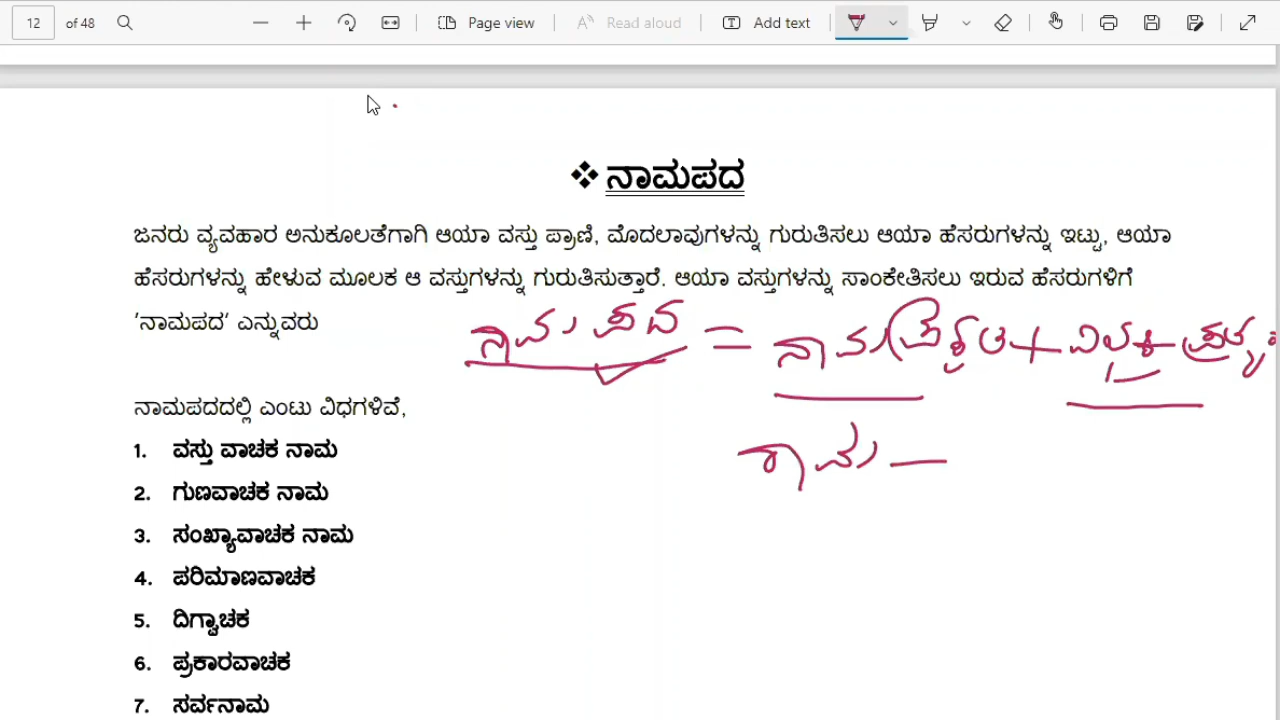 12 of 48 Page view Read aloud Add text
❖ ನಾಮಪದ
ಜನರು ವ್ಯವಹಾರ ಅನುಕೂಲತೆಗಾಗಿ ಆಯಾ ವಸ್ತು ಪ್ರಾಣಿ, ಮೊದಲಾವುಗಳನ್ನು ಗುರುತಿಸಲು ಆಯಾ ಹೆಸರುಗಳನ್ನು ಇಟ್ಟು, ಆಯಾ
ಹೆಸರುಗಳನ್ನು ಹೇಳುವ ಮೂಲಕ ಆ ವಸ್ತುಗಳನ್ನು ಗುರುತಿಸುತ್ತಾರೆ. ಆಯಾ ವಸ್ತುಗಳನ್ನು ಸಾಂಕೇತಿಸಲು ಇರುವ ಹೆಸರುಗಳಿಗೆ
'ನಾಮಪದ' ಎನ್ನುವರು
ನಾಮಪದ = ನಾಮಪ್ರಕೃತಿ + ವಿಭಕ್ತಿ
ರಾಮ –
ನಾಮಪದದಲ್ಲಿ ಎಂಟು ವಿಧಗಳಿವೆ,
1. ವಸ್ತು ವಾಚಕ ನಾಮ
2. ಗುಣವಾಚಕ ನಾಮ
3. ಸಂಖ್ಯಾವಾಚಕ ನಾಮ
4. ಪರಿಮಾಣವಾಚಕ
5. ದಿಗ್ವಾಚಕ
6. ಪ್ರಕಾರವಾಚಕ
7. ಸರ್ವನಾಮ